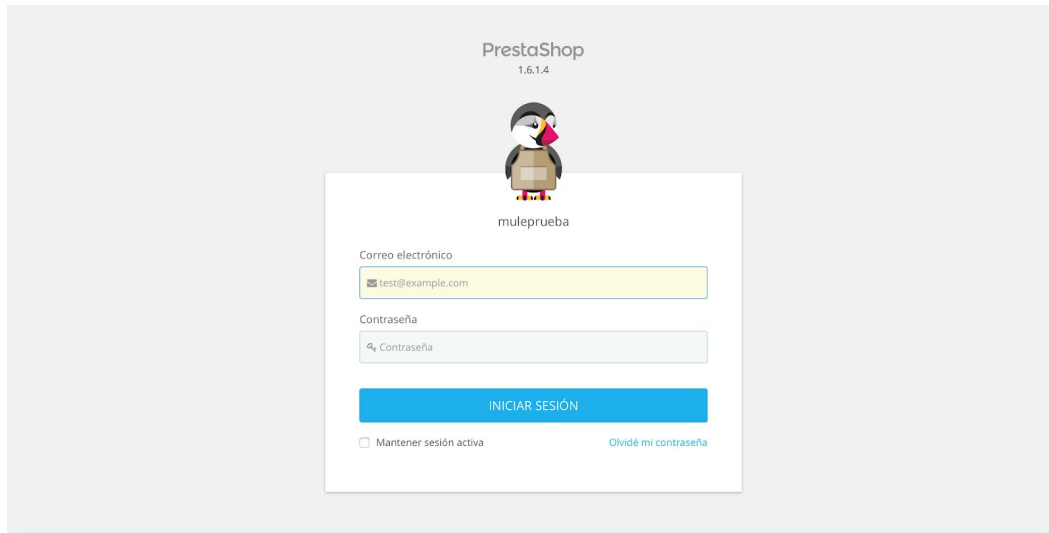 PrestaShop
1.6.1.4
muleprueba
Correo electrónico
test@example.com
Contraseña
Contraseña
INICIAR SESIÓN
Mantener sesión activa
Olvidé mi contraseña